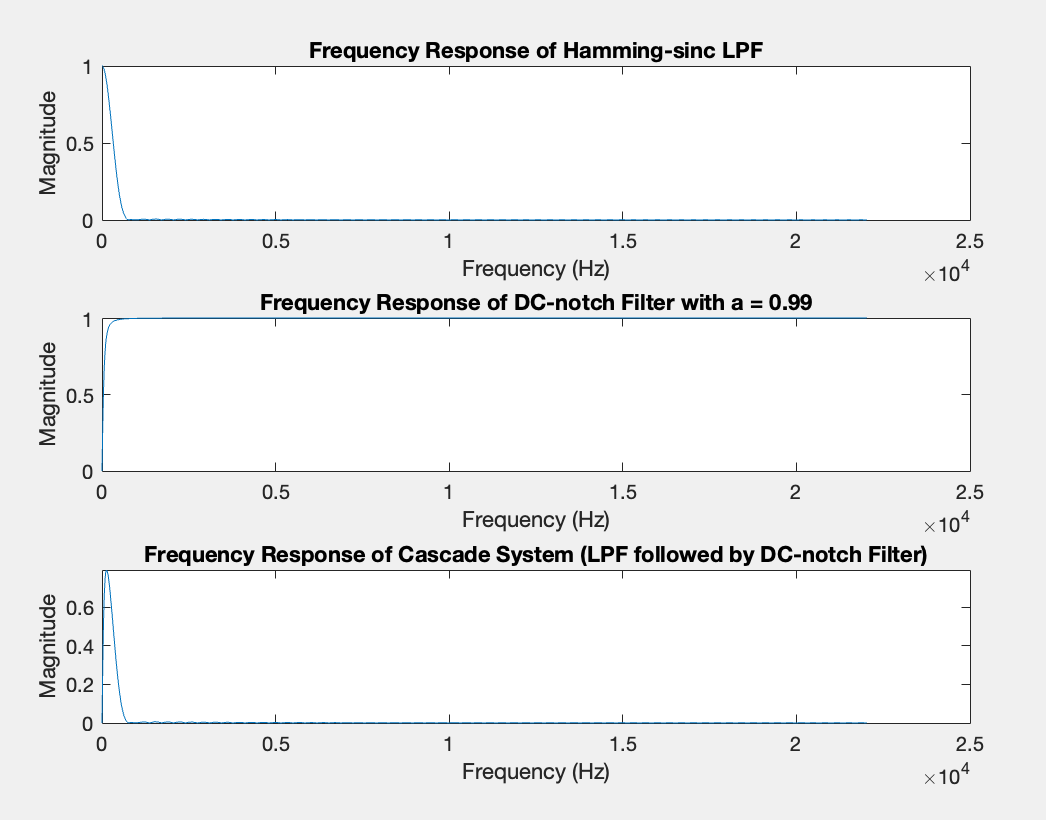 Frequency Response of Hamming-sinc LPF
Magnitude
1
0.5
0
0 0.5 1 1.5 2 2.5
Frequency (Hz)
×10^4
Frequency Response of DC-notch Filter with a = 0.99
Magnitude
1
0.5
0
0 0.5 1 1.5 2 2.5
Frequency (Hz)
×10^4
Frequency Response of Cascade System (LPF followed by DC-notch Filter)
Magnitude
0.6
0.4
0.2
0
0 0.5 1 1.5 2 2.5
Frequency (Hz)
×10^4